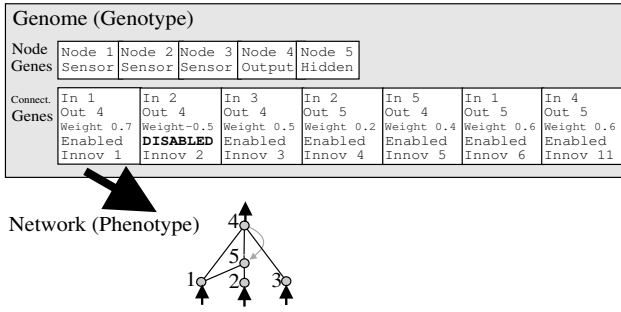 Genome (Genotype)
Node Genes
Node 1 Sensor
Node 2 Sensor
Node 3 Sensor
Node 4 Output
Node 5 Hidden
Connect. Genes
In 1
Out 4
Weight 0.7
Enabled
Innov 1
In 2
Out 4
Weight-0.5
DISABLED
Innov 2
In 3
Out 4
Weight 0.5
Enabled
Innov 3
In 2
Out 5
Weight 0.2
Enabled
Innov 4
In 5
Out 4
Weight 0.4
Enabled
Innov 5
In 1
Out 5
Weight 0.6
Enabled
Innov 6
In 4
Out 5
Weight 0.6
Enabled
Innov 11
Network (Phenotype)
4
5
1
2
3